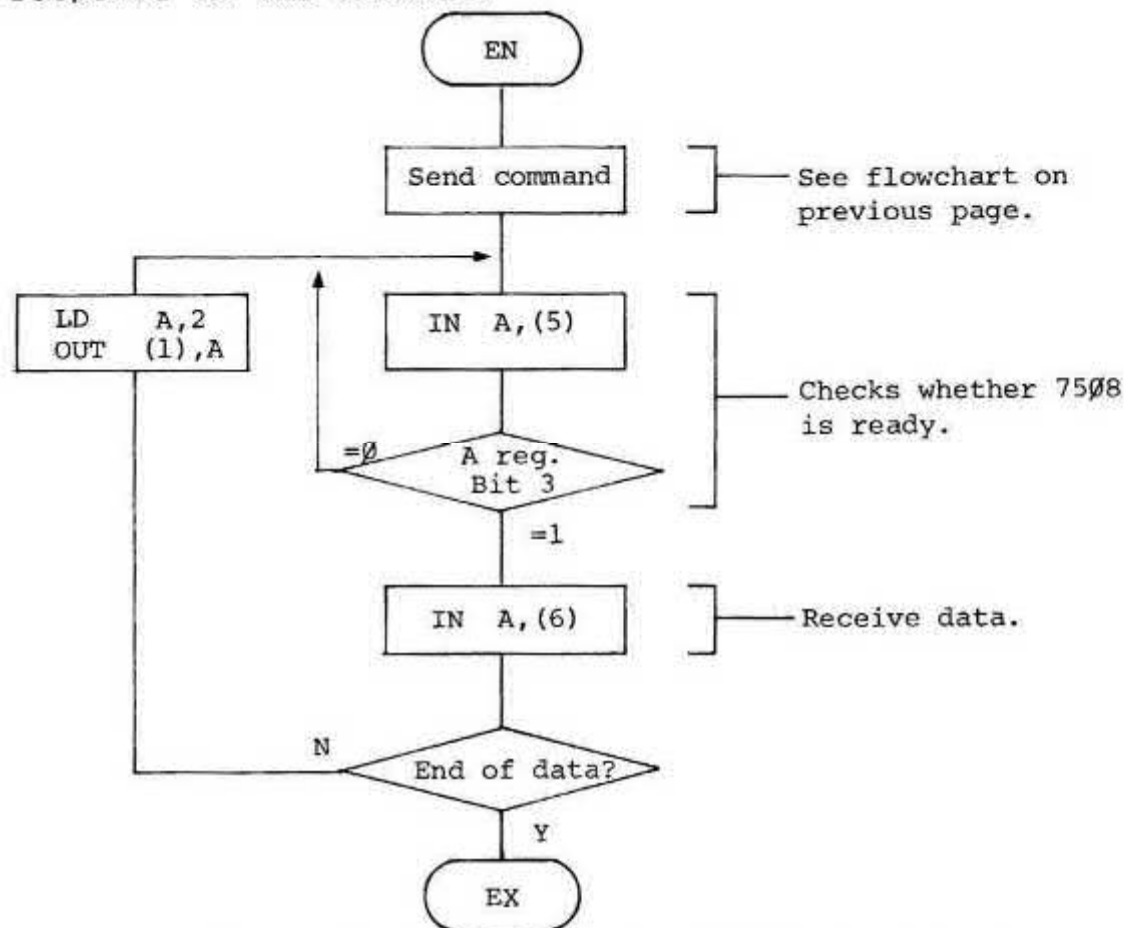 EN
Send command
See flowchart on
previous page.
LD A,2
OUT (1),A
IN A,(5)
Checks whether 75Ø8
is ready.
=Ø
A reg.
Bit 3
=1
IN A,(6)
Receive data.
N
End of data?
Y
EX